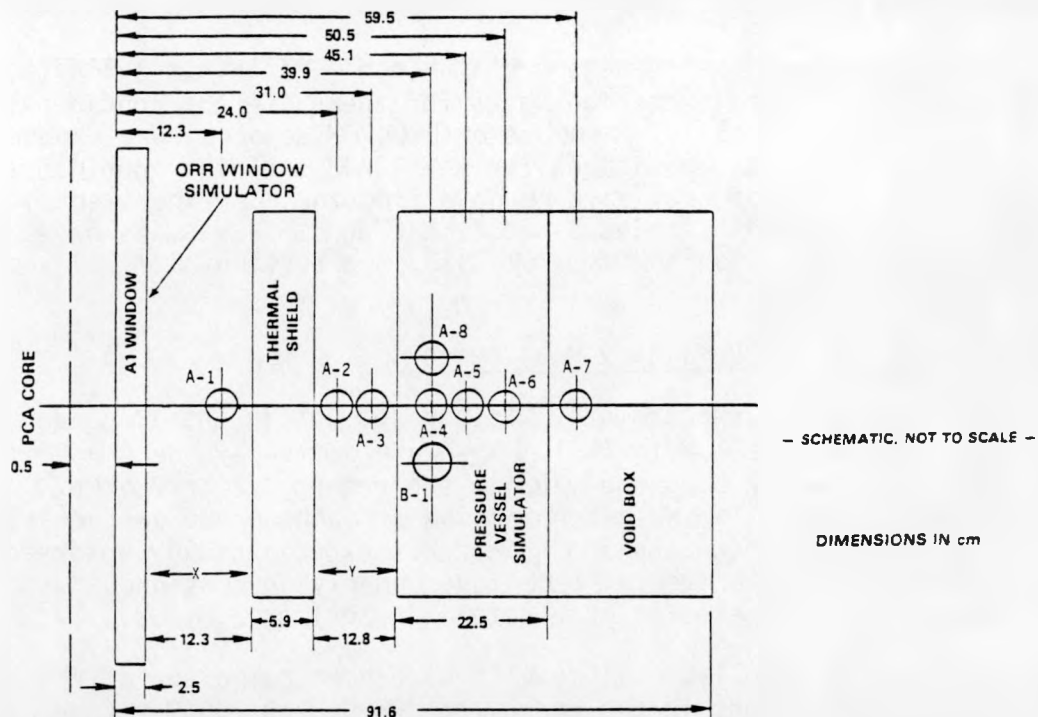 59.5
50.5
45.1
39.9
31.0
24.0
12.3
ORR WINDOW
SIMULATOR
A1 WINDOW
THERMAL
SHIELD
PCA CORE
A-8
A-1
A-2
A-5
A-6
A-7
A-3
A-4
B-1
0.5
PRESSURE
VESSEL
SIMULATOR
VOID BOX
– SCHEMATIC. NOT TO SCALE –
DIMENSIONS IN cm
X
Y
12.3
5.9
12.8
22.5
2.5
91.6